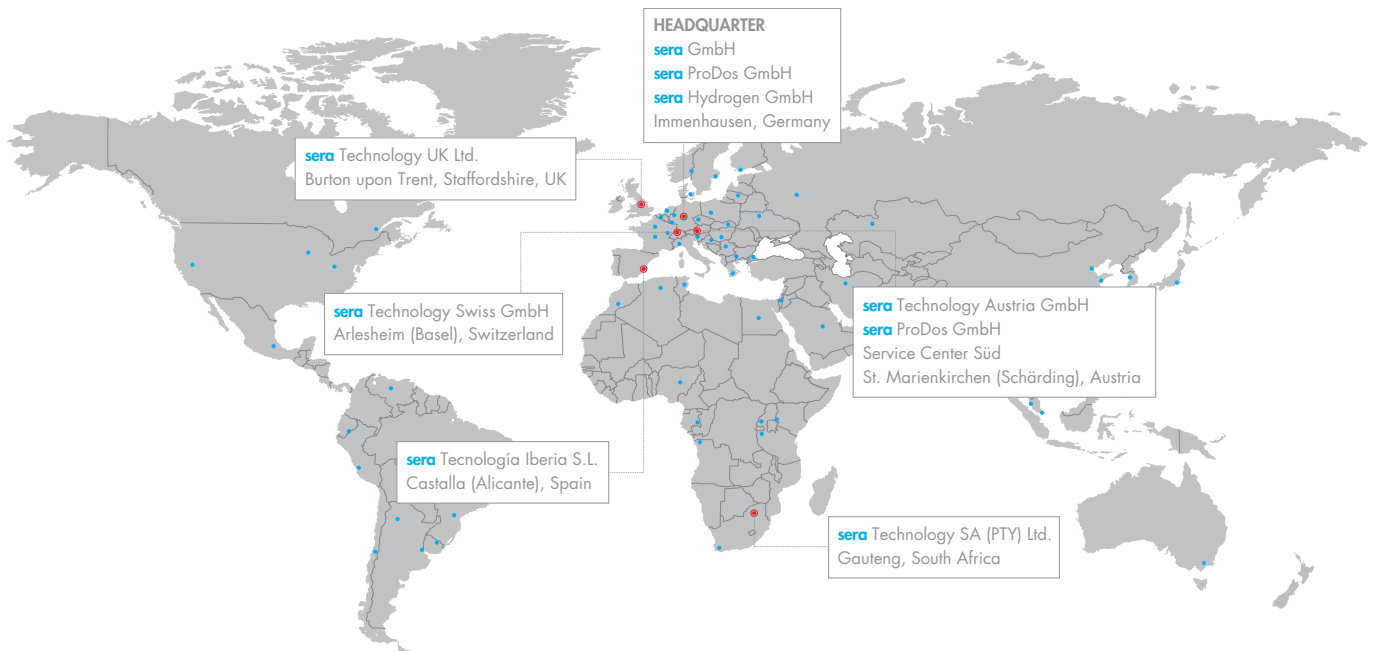 HEADQUARTER
sera GmbH
sera ProDos GmbH
sera Hydrogen GmbH
Immenhausen, Germany
sera Technology UK Ltd.
Burton upon Trent, Staffordshire, UK
sera Technology Swiss GmbH
Arlesheim (Basel), Switzerland
sera Technology Austria GmbH
sera ProDos GmbH
Service Center Süd
St. Marienkirchen (Schärding), Austria
sera Tecnología Iberia S.L.
Castalla (Alicante), Spain
sera Technology SA (PTY) Ltd.
Gauteng, South Africa